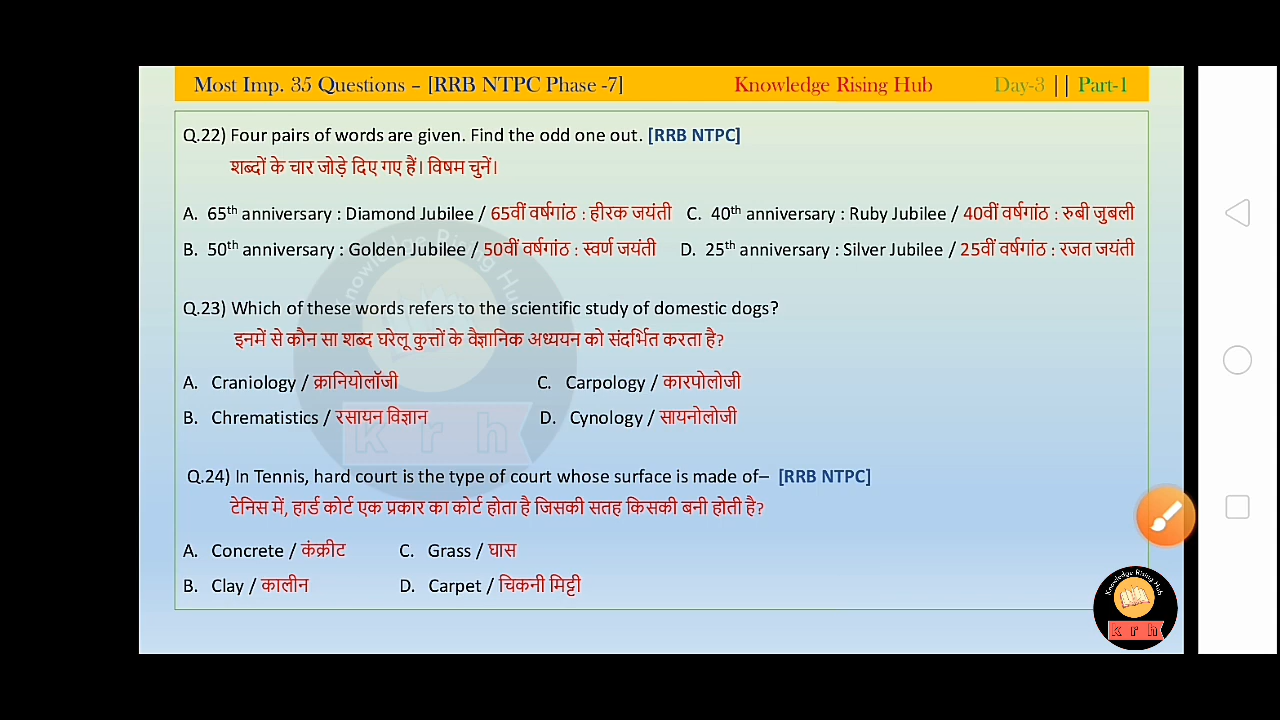 Most Imp. 35 Questions – [RRB NTPC Phase -7] Knowledge Rising Hub Day-3 || Part-1
Q.22) Four pairs of words are given. Find the odd one out. [RRB NTPC]
शब्दों के चार जोड़े दिए गए हैं। विषम चुनें।
A. 65th anniversary : Diamond Jubilee / 65वीं वर्षगांठ : हीरक जयंती C. 40th anniversary : Ruby Jubilee / 40वीं वर्षगांठ : रुबी जुबली
B. 50th anniversary : Golden Jubilee / 50वीं वर्षगांठ : स्वर्ण जयंती D. 25th anniversary : Silver Jubilee / 25वीं वर्षगांठ : रजत जयंती
Q.23) Which of these words refers to the scientific study of domestic dogs?
इनमें से कौन सा शब्द घरेलू कुत्तों के वैज्ञानिक अध्ययन को संदर्भित करता है?
A. Craniology / क्रानियोलॉजी C. Carpology / कारपोलोजी
B. Chrematistics / रसायन विज्ञान D. Cynology / सायनोलोजी
Q.24) In Tennis, hard court is the type of court whose surface is made of– [RRB NTPC]
टेनिस में, हार्ड कोर्ट एक प्रकार का कोर्ट होता है जिसकी सतह किसकी बनी होती है?
A. Concrete / कंक्रीट C. Grass / घास
B. Clay / कालीन D. Carpet / चिकनी मिट्टी
Knowledge Rising Hub
k r h
Knowledge Rising Hub
k r h